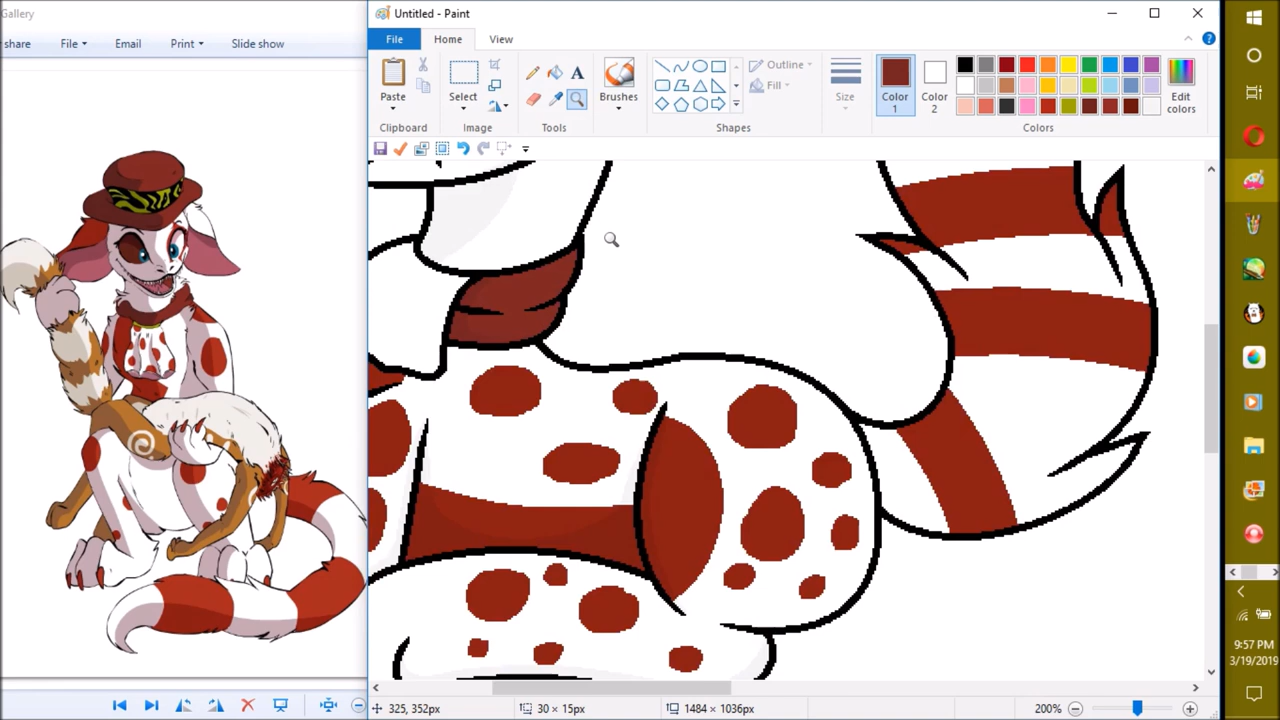 Gallery
Untitled - Paint
share File Email Print Slide show
File Home View
Paste
Select
Brushes
Outline
Fill
Size
Color 1
Color 2
Edit colors
Clipboard Image Tools Shapes Colors
9:57 PM
3/19/2019
325, 352px 30 × 15px 1484 × 1036px 200%